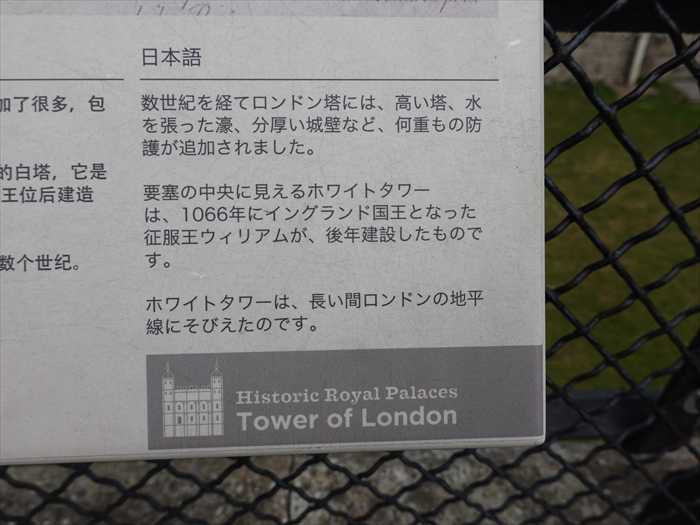 加了很多，包
的白塔，它是
王位后建造
数个世纪。
日本語
数世紀を経てロンドン塔には、高い塔、水
を張った濠、分厚い城壁など、何重もの防
護が追加されました。
要塞の中央に見えるホワイトタワー
は、1066年にイングランド国王となった
征服王ウィリアムが、後年建設したもので
す。
ホワイトタワーは、長い間ロンドンの地平
線にそびえたのです。
Historic Royal Palaces
Tower of London